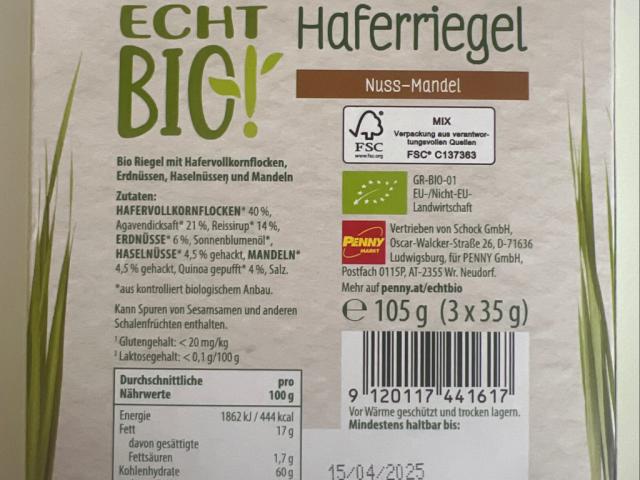 ECHT
BIO!
Haferriegel
Nuss-Mandel
FSC
www.fsc.org
MIX
Verpackung aus verantwor-
tungsvollen Quellen
FSC® C137363
Bio Riegel mit Hafervollkornflocken,
Erdnüssen, Haselnüssen und Mandeln
Zutaten:
HAFERVOLLKORNFLOCKEN* 40 %,
Agavendicksaft* 21 %, Reissirup* 14 %,
ERDNÜSSE* 6 %, Sonnenblumenöl*,
HASELNÜSSE* 4,5 % gehackt, MANDELN*
4,5 % gehackt, Quinoa gepufft* 4 %, Salz.
*aus kontrolliert biologischem Anbau.
Kann Spuren von Sesamsamen und anderen
Schalenfrüchten enthalten.
¹ Glutengehalt: < 20 mg/kg
² Laktosegehalt: < 0,1 g/100 g
Durchschnittliche pro
Nährwerte 100 g
Energie 1862 kJ / 444 kcal
Fett 17 g
davon gesättigte
Fettsäuren 1,7 g
Kohlenhydrate 60 g
GR-BIO-01
EU-/Nicht-EU-
Landwirtschaft
PENNY
MARKT
Vertrieben von Schock GmbH,
Oscar-Walcker-Straße 26, D-71636
Ludwigsburg, für PENNY GmbH,
Postfach 0115P, AT-2355 Wr. Neudorf.
Mehr auf penny.at/echtbio
℮ 105 g (3 x 35 g)
9 120117 441617
Vor Wärme geschützt und trocken lagern.
Mindestens haltbar bis:
15/04/2025